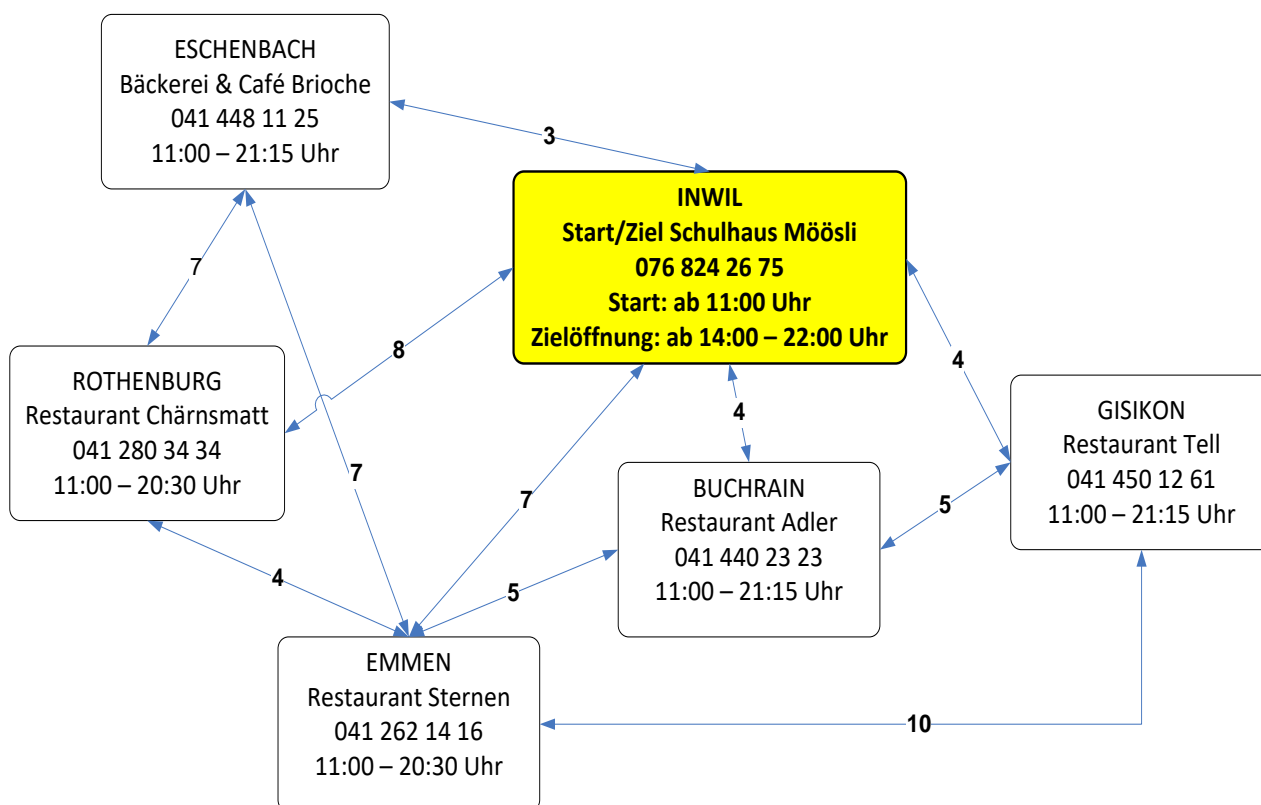 ESCHENBACH
Bäckerei & Café Brioche
041 448 11 25
11:00 – 21:15 Uhr
3
INWIL
Start/Ziel Schulhaus Möösli
076 824 26 75
Start: ab 11:00 Uhr
Zielöffnung: ab 14:00 – 22:00 Uhr
7
8
4
4
ROTHENBURG
Restaurant Chärnsmatt
041 280 34 34
11:00 – 20:30 Uhr
GISIKON
Restaurant Tell
041 450 12 61
11:00 – 21:15 Uhr
7
7
BUCHRAIN
Restaurant Adler
041 440 23 23
11:00 – 21:15 Uhr
5
4
5
EMMEN
Restaurant Sternen
041 262 14 16
11:00 – 20:30 Uhr
10